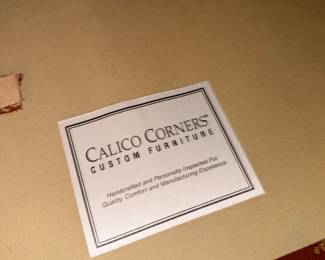 CALICO CORNERS®
CUSTOM FURNITURE
Handcrafted and Personally Inspected For
Quality, Comfort and Manufacturing Excellence.